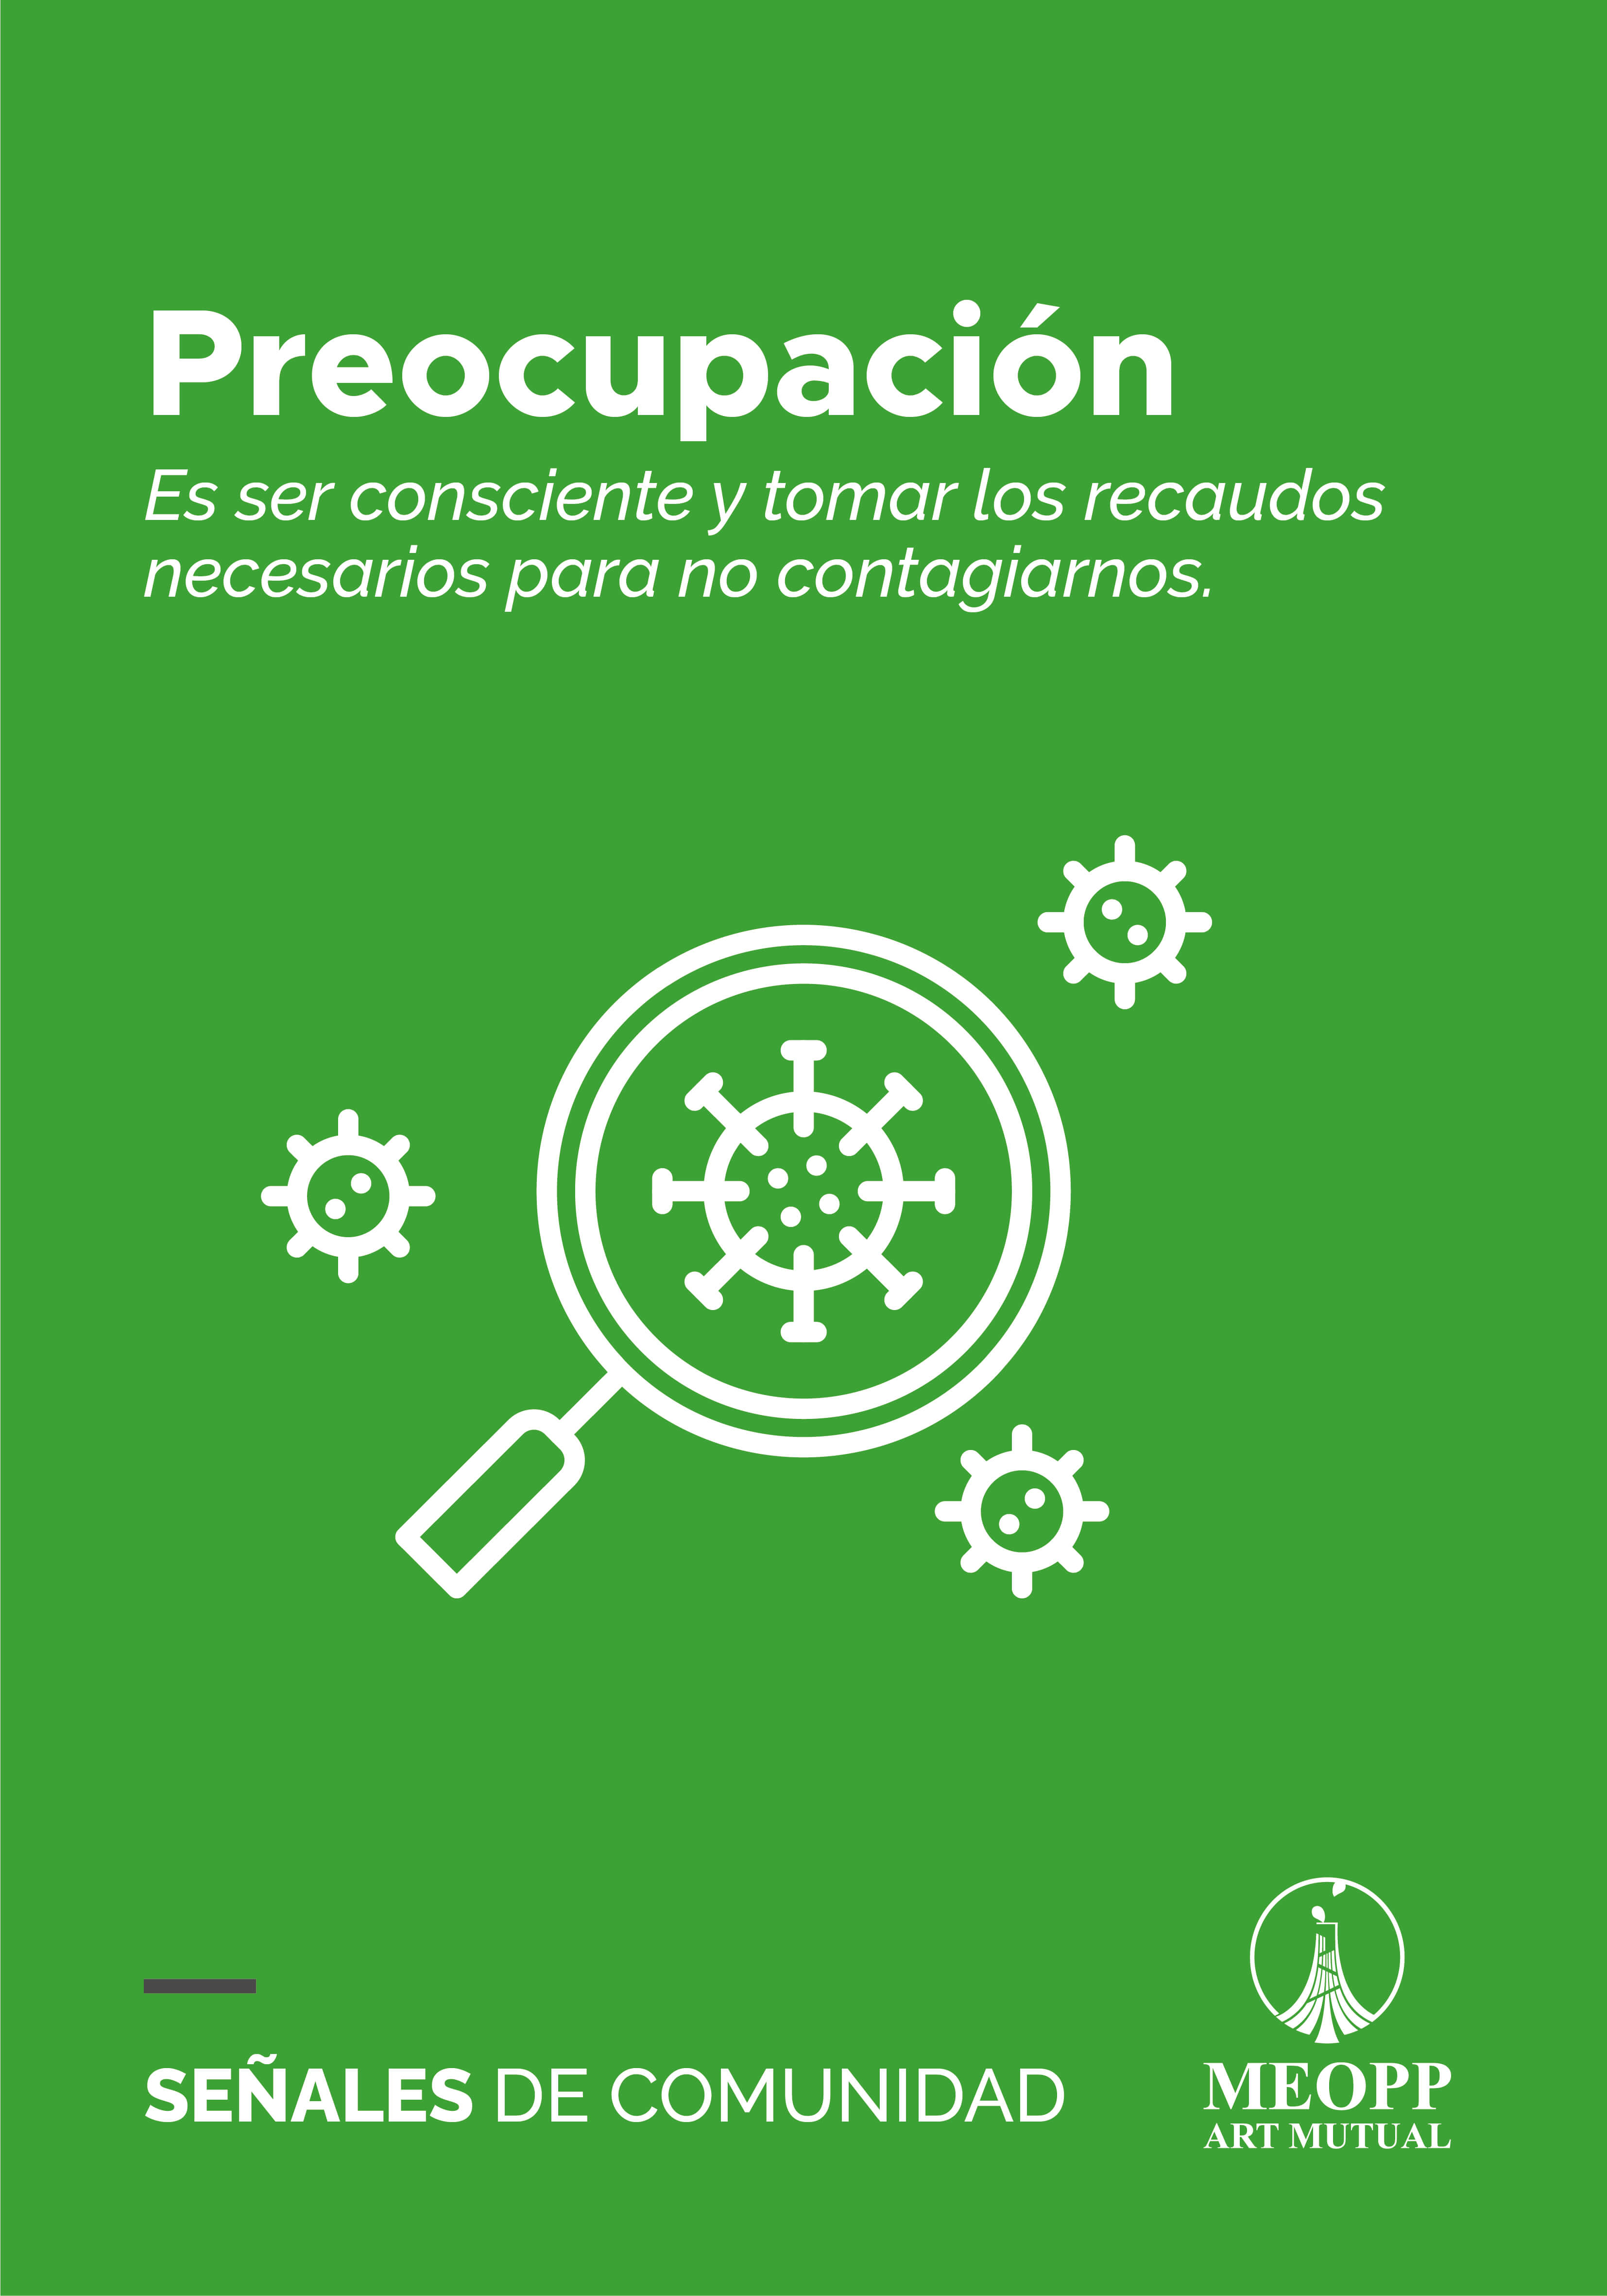 Preocupación
Es ser consciente y tomar los recaudos
necesarios para no contagiarnos.
SEÑALES DE COMUNIDAD
MEOPP
ART MUTUAL